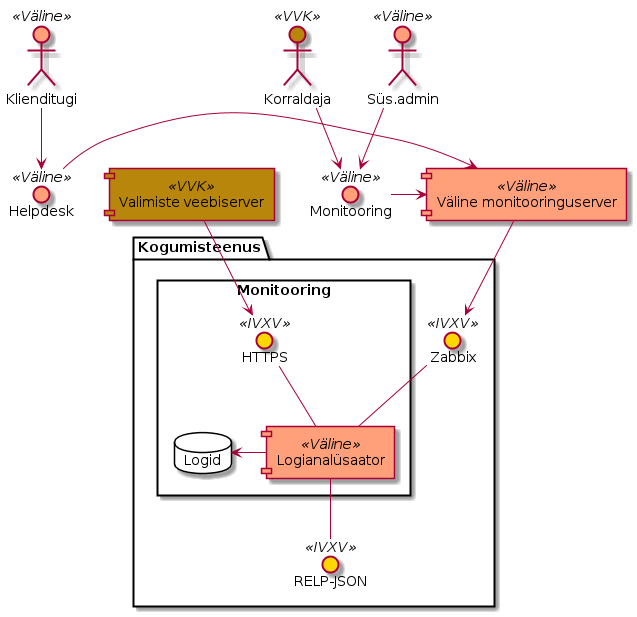 «Väline»
Klienditugi
«VVK»
Korraldaja
«Väline»
Süs.admin
«Väline»
Helpdesk
«VVK»
Valimiste veebiserver
«Väline»
Monitooring
«Väline»
Väline monitooringuserver
Kogumisteenus
Monitooring
«IVXV»
HTTPS
«IVXV»
Zabbix
Logid
«Väline»
Logianalüsaator
«IVXV»
RELP-JSON